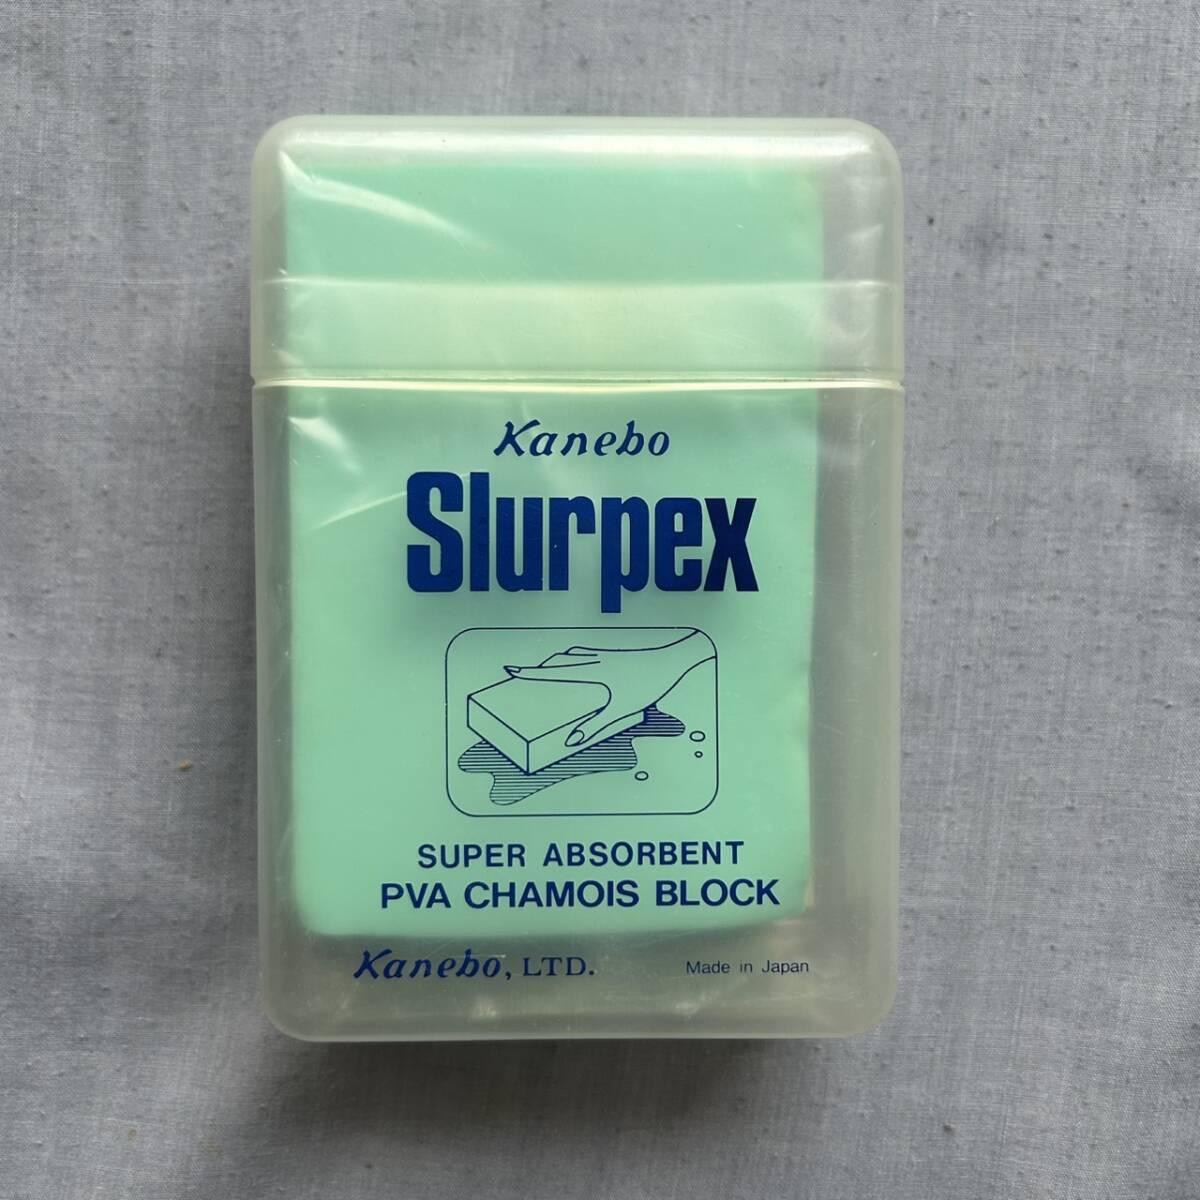 Kanebo
Slurpex
SUPER ABSORBENT
PVA CHAMOIS BLOCK
Kanebo, LTD. Made in Japan